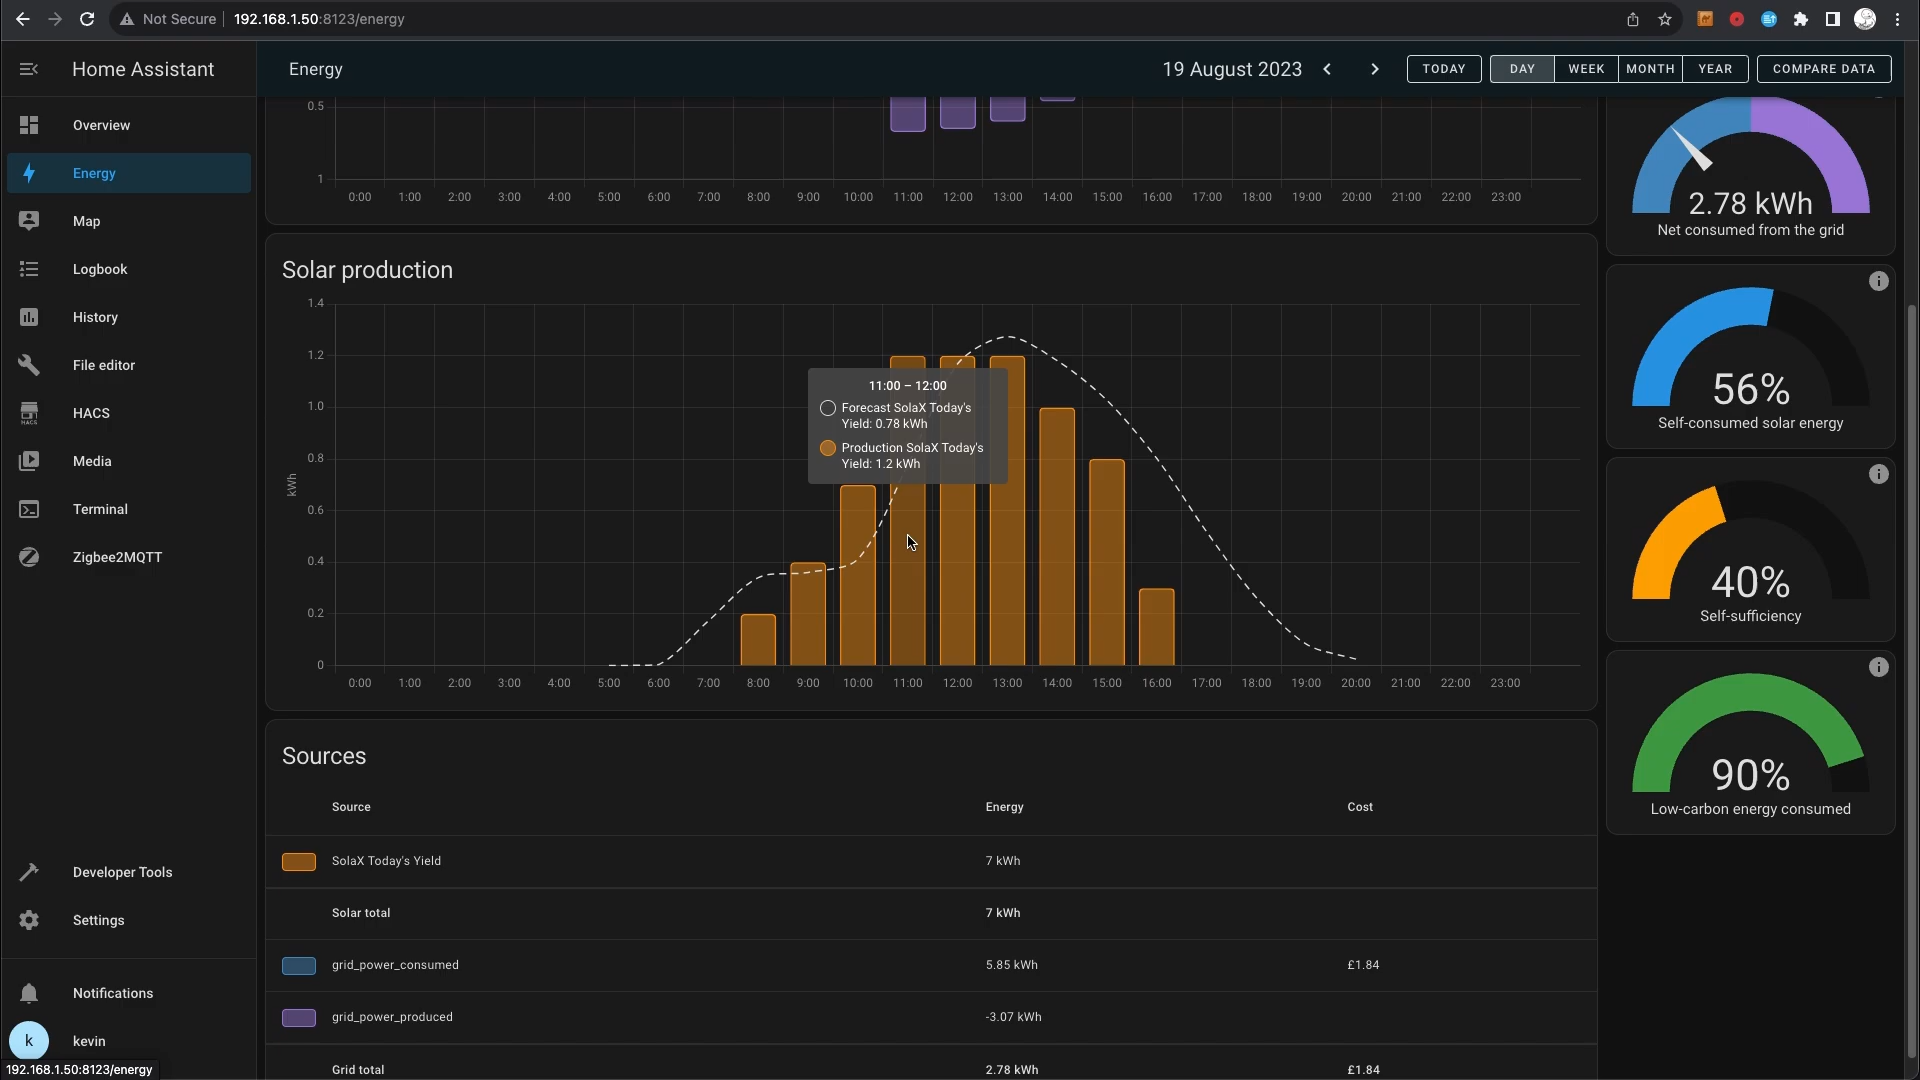 Not Secure
192.168.1.50:8123/energy
Home Assistant
Energy
19 August 2023
TODAY
DAY
WEEK
MONTH
YEAR
COMPARE DATA
Overview
Energy
Map
Logbook
History
File editor
HACS
HACS
Media
Terminal
Zigbee2MQTT
Developer Tools
Settings
Notifications
k
kevin
192.168.1.50:8123/energy
0.5
1
0:00 1:00 2:00 3:00 4:00 5:00 6:00 7:00 8:00 9:00 10:00 11:00 12:00 13:00 14:00 15:00 16:00 17:00 18:00 19:00 20:00 21:00 22:00 23:00
Solar production
1.4
1.2
1.0
0.8
kWh
0.6
0.4
0.2
0
11:00 – 12:00
Forecast SolaX Today's
Yield: 0.78 kWh
Production SolaX Today's
Yield: 1.2 kWh
0:00 1:00 2:00 3:00 4:00 5:00 6:00 7:00 8:00 9:00 10:00 11:00 12:00 13:00 14:00 15:00 16:00 17:00 18:00 19:00 20:00 21:00 22:00 23:00
Sources
Source Energy Cost
SolaX Today's Yield 7 kWh
Solar total 7 kWh
grid_power_consumed 5.85 kWh £1.84
grid_power_produced -3.07 kWh
Grid total 2.78 kWh £1.84
2.78 kWh
Net consumed from the grid
56%
Self-consumed solar energy
40%
Self-sufficiency
90%
Low-carbon energy consumed